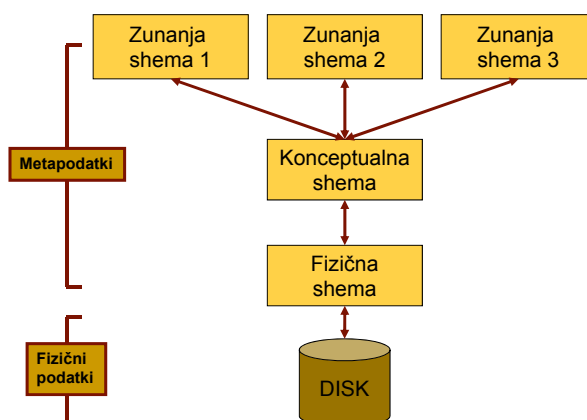 Zunanja
shema 1
Zunanja
shema 2
Zunanja
shema 3
Metapodatki
Konceptualna
shema
Fizična
shema
Fizični
podatki
DISK